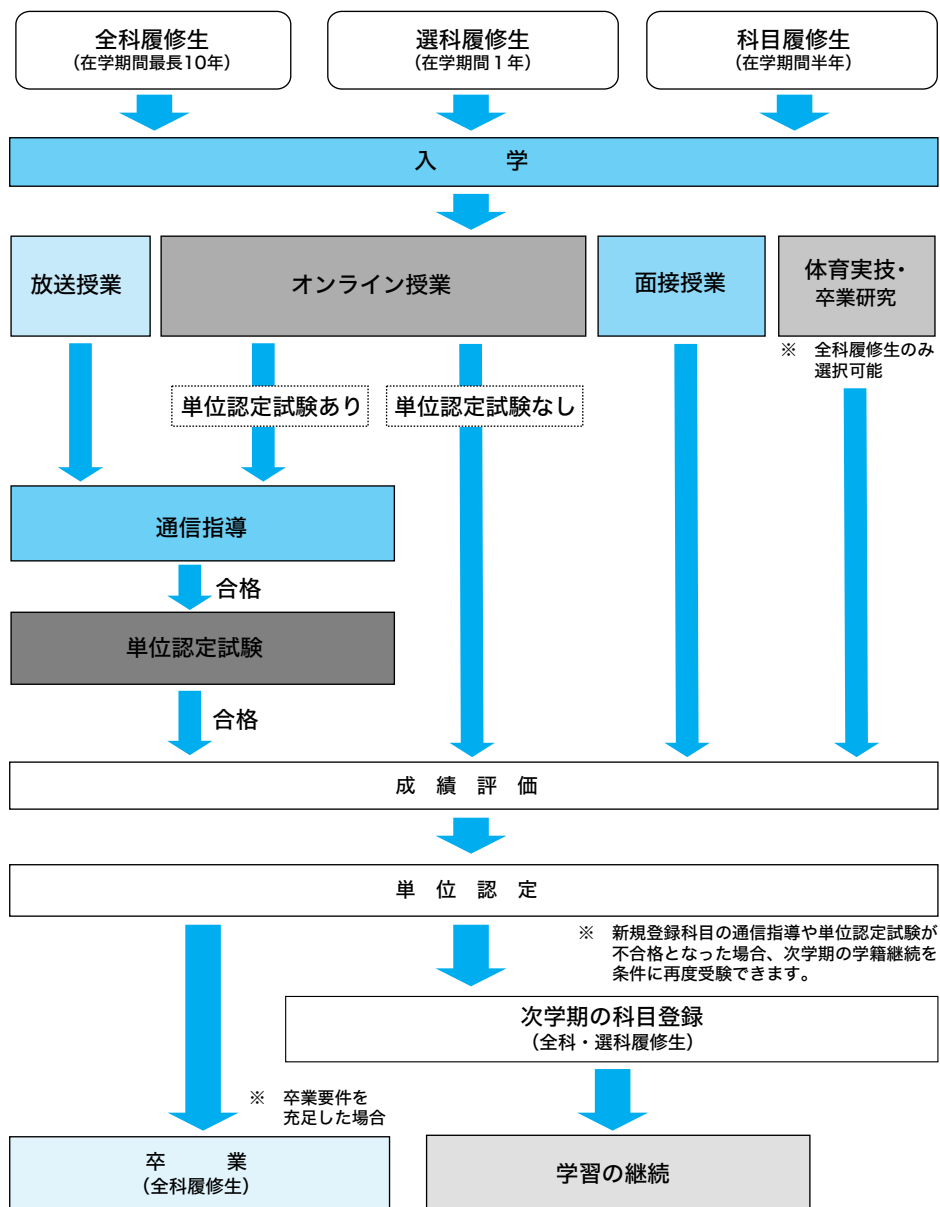 全科履修生
（在学期間最長10年）
選科履修生
（在学期間１年）
科目履修生
（在学期間半年）
入　　学
放送授業
オンライン授業
面接授業
体育実技・
卒業研究
※　全科履修生のみ
選択可能
単位認定試験あり
単位認定試験なし
通信指導
合格
単位認定試験
合格
成　績　評　価
単　位　認　定
※　新規登録科目の通信指導や単位認定試験が
不合格となった場合、次学期の学籍継続を
条件に再度受験できます。
次学期の科目登録
（全科・選科履修生）
※　卒業要件を
充足した場合
卒　　業
（全科履修生）
学習の継続